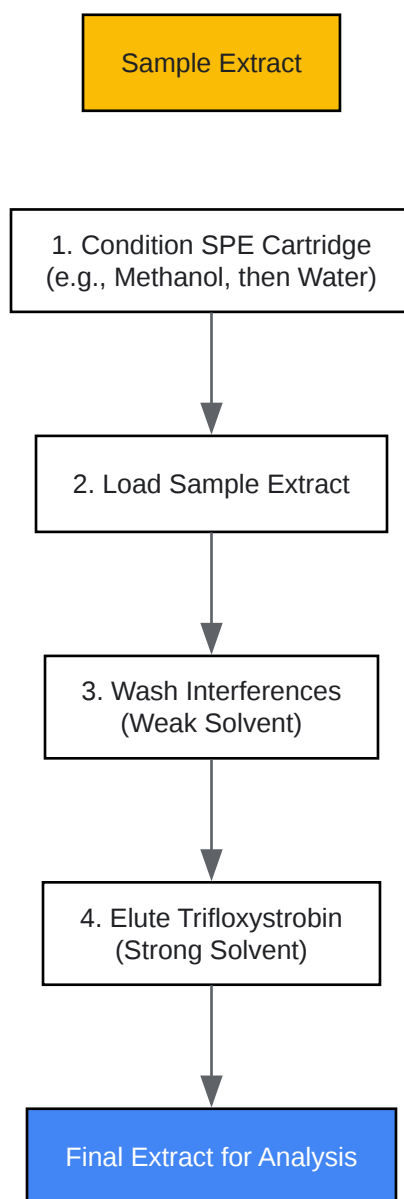 Sample Extract
1. Condition SPE Cartridge
(e.g., Methanol, then Water)
2. Load Sample Extract
3. Wash Interferences
(Weak Solvent)
4. Elute Trifloxystrobin
(Strong Solvent)
Final Extract for Analysis